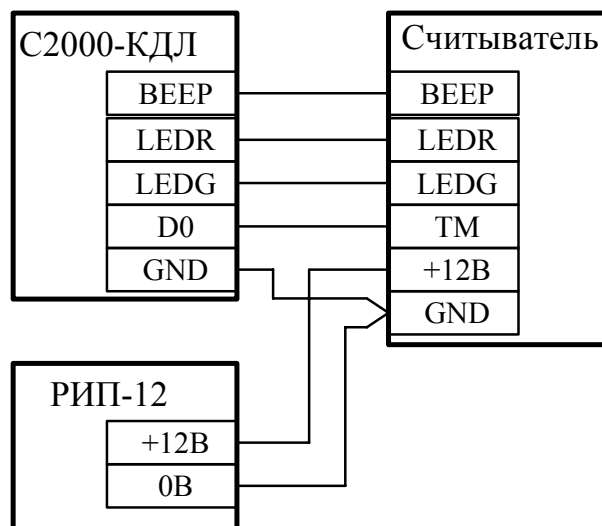 С2000-КДЛ
BEEP
LEDR
LEDG
D0
GND
Считыватель
BEEP
LEDR
LEDG
TM
+12В
GND
РИП-12
+12В
0В